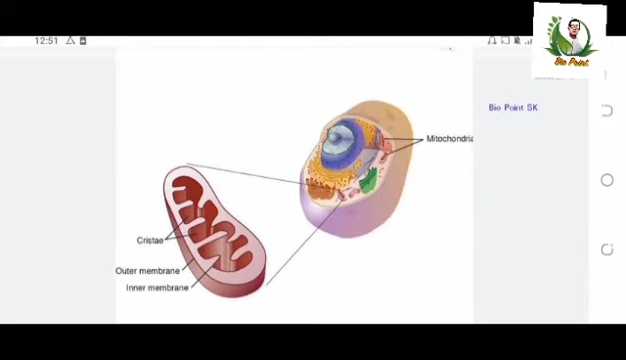 12:51
Bio Point
Bio Point SK
Mitochondria
Cristae
Outer membrane
Inner membrane